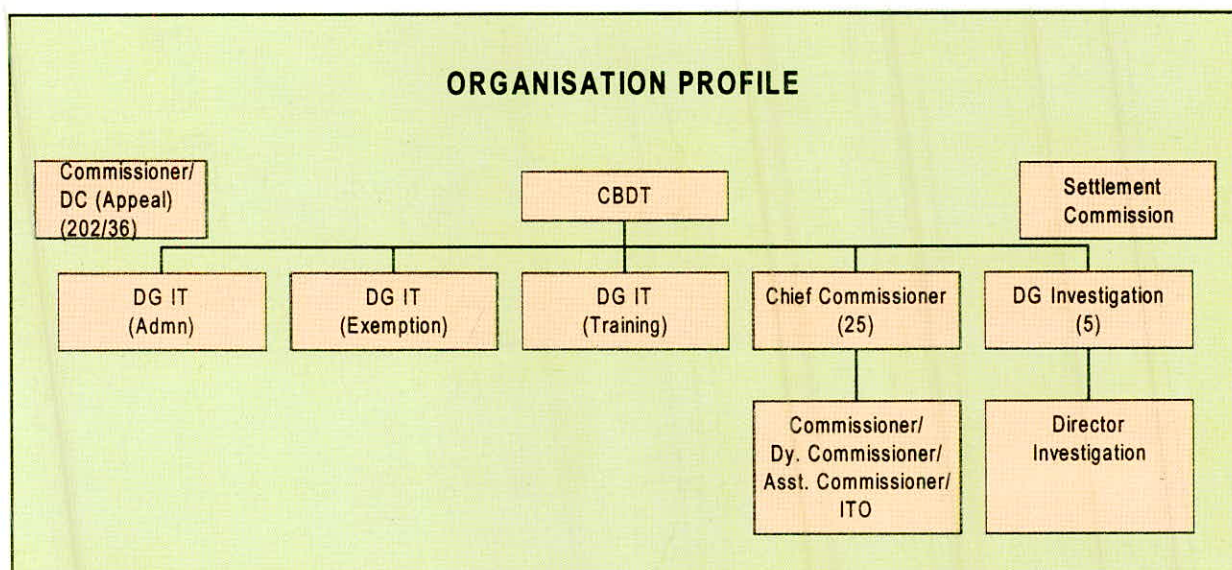 ORGANISATION PROFILE
Commissioner/
DC (Appeal)
(202/36)
CBDT
Settlement
Commission
DG IT
(Admn)
DG IT
(Exemption)
DG IT
(Training)
Chief Commissioner
(25)
DG Investigation
(5)
Commissioner/
Dy. Commissioner/
Asst. Commissioner/
ITO
Director
Investigation